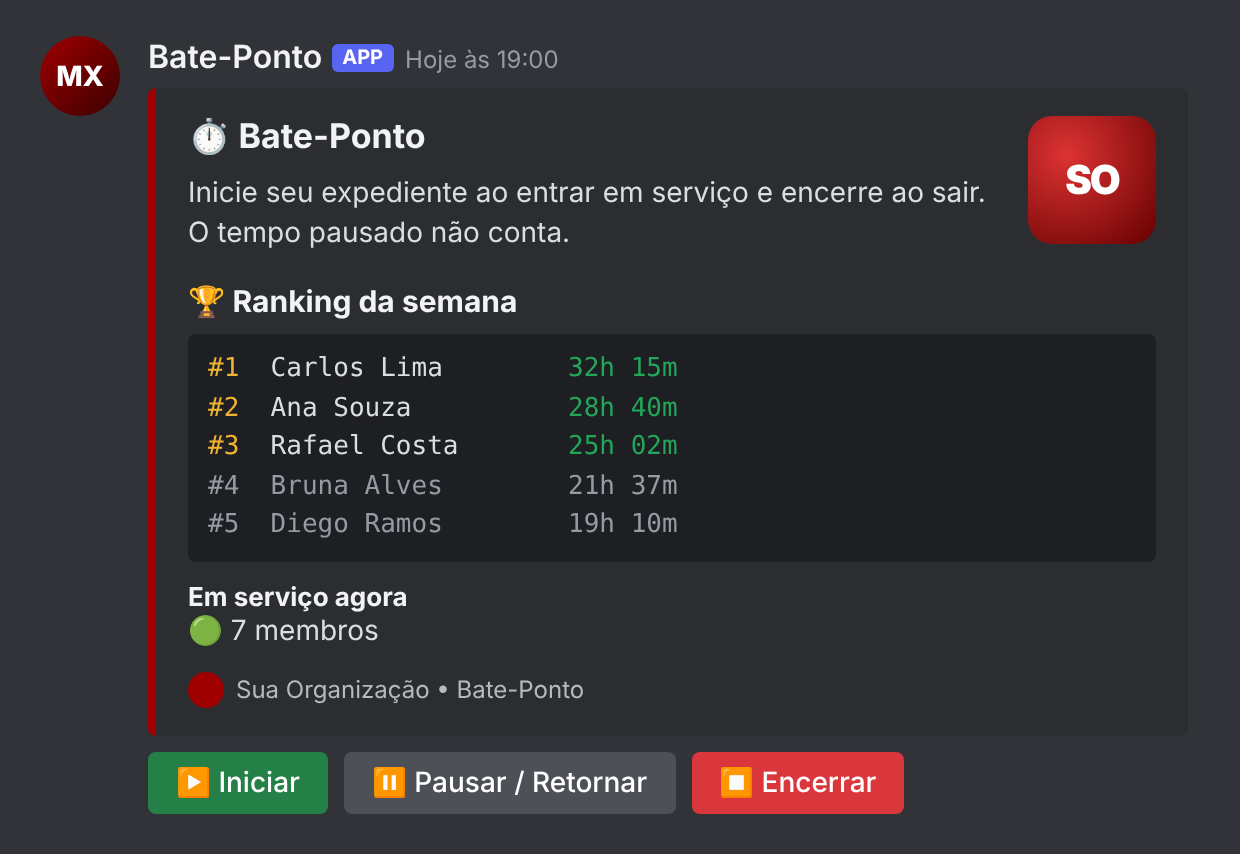 MX
Bate-Ponto APP Hoje às 19:00
⏱️ Bate-Ponto
SO
Inicie seu expediente ao entrar em serviço e encerre ao sair.
O tempo pausado não conta.
🏆 Ranking da semana
#1 Carlos Lima 32h 15m
#2 Ana Souza 28h 40m
#3 Rafael Costa 25h 02m
#4 Bruna Alves 21h 37m
#5 Diego Ramos 19h 10m
Em serviço agora
🟢 7 membros
Sua Organização • Bate-Ponto
▶️ Iniciar ⏸️ Pausar / Retornar ⏹️ Encerrar